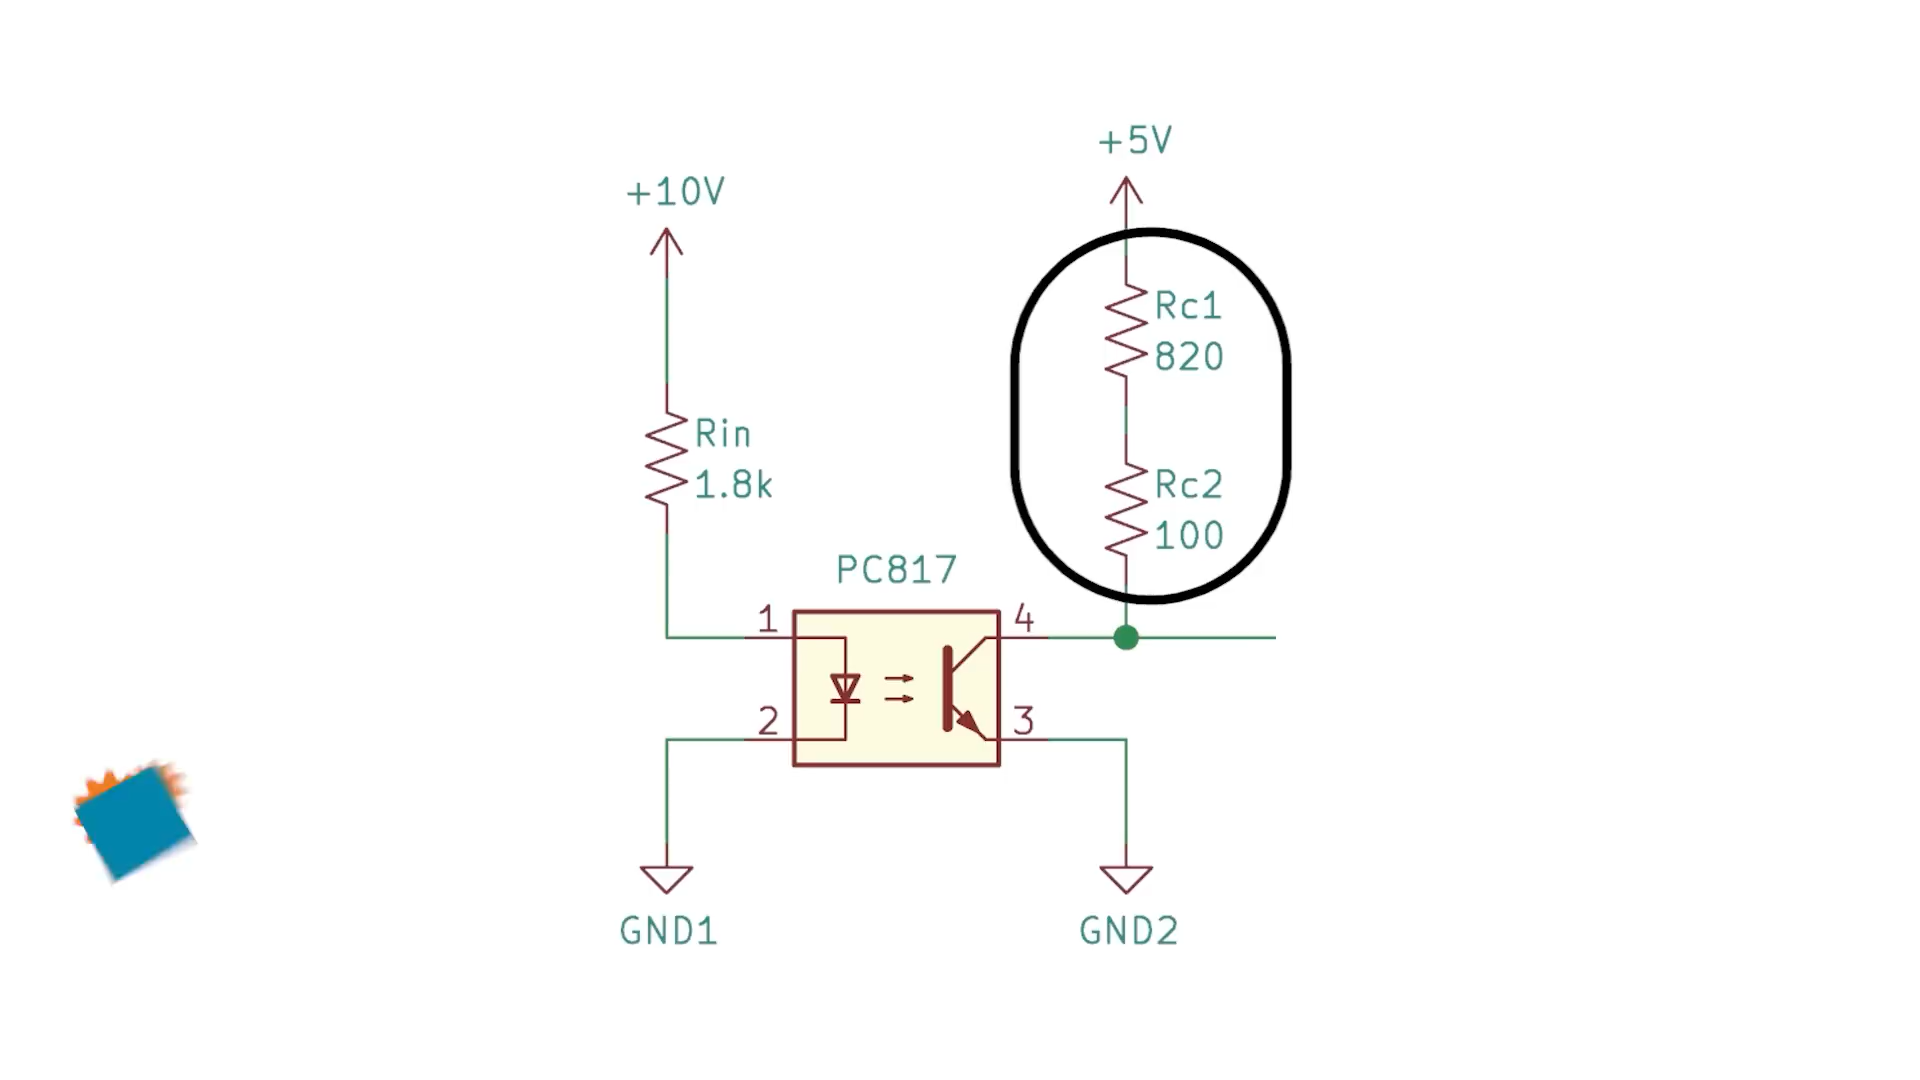 +5V
+10V
Rc1
820
Rin
1.8k
Rc2
100
PC817
1
4
2
3
GND1
GND2